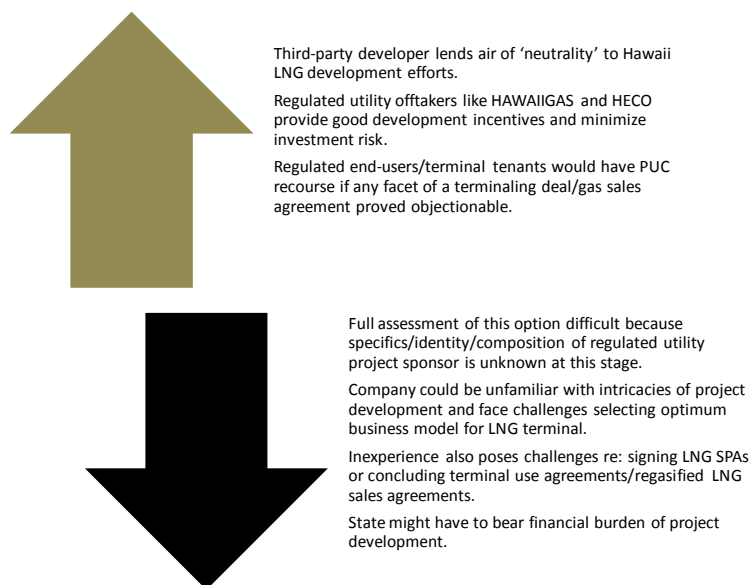 Third-party developer lends air of ‘neutrality’ to Hawaii
LNG development efforts.
Regulated utility offtakers like HAWAIIGAS and HECO
provide good development incentives and minimize
investment risk.
Regulated end-users/terminal tenants would have PUC
recourse if any facet of a terminaling deal/gas sales
agreement proved objectionable.
Full assessment of this option difficult because
specifics/identity/composition of regulated utility
project sponsor is unknown at this stage.
Company could be unfamiliar with intricacies of project
development and face challenges selecting optimum
business model for LNG terminal.
Inexperience also poses challenges re: signing LNG SPAs
or concluding terminal use agreements/regasified LNG
sales agreements.
State might have to bear financial burden of project
development.